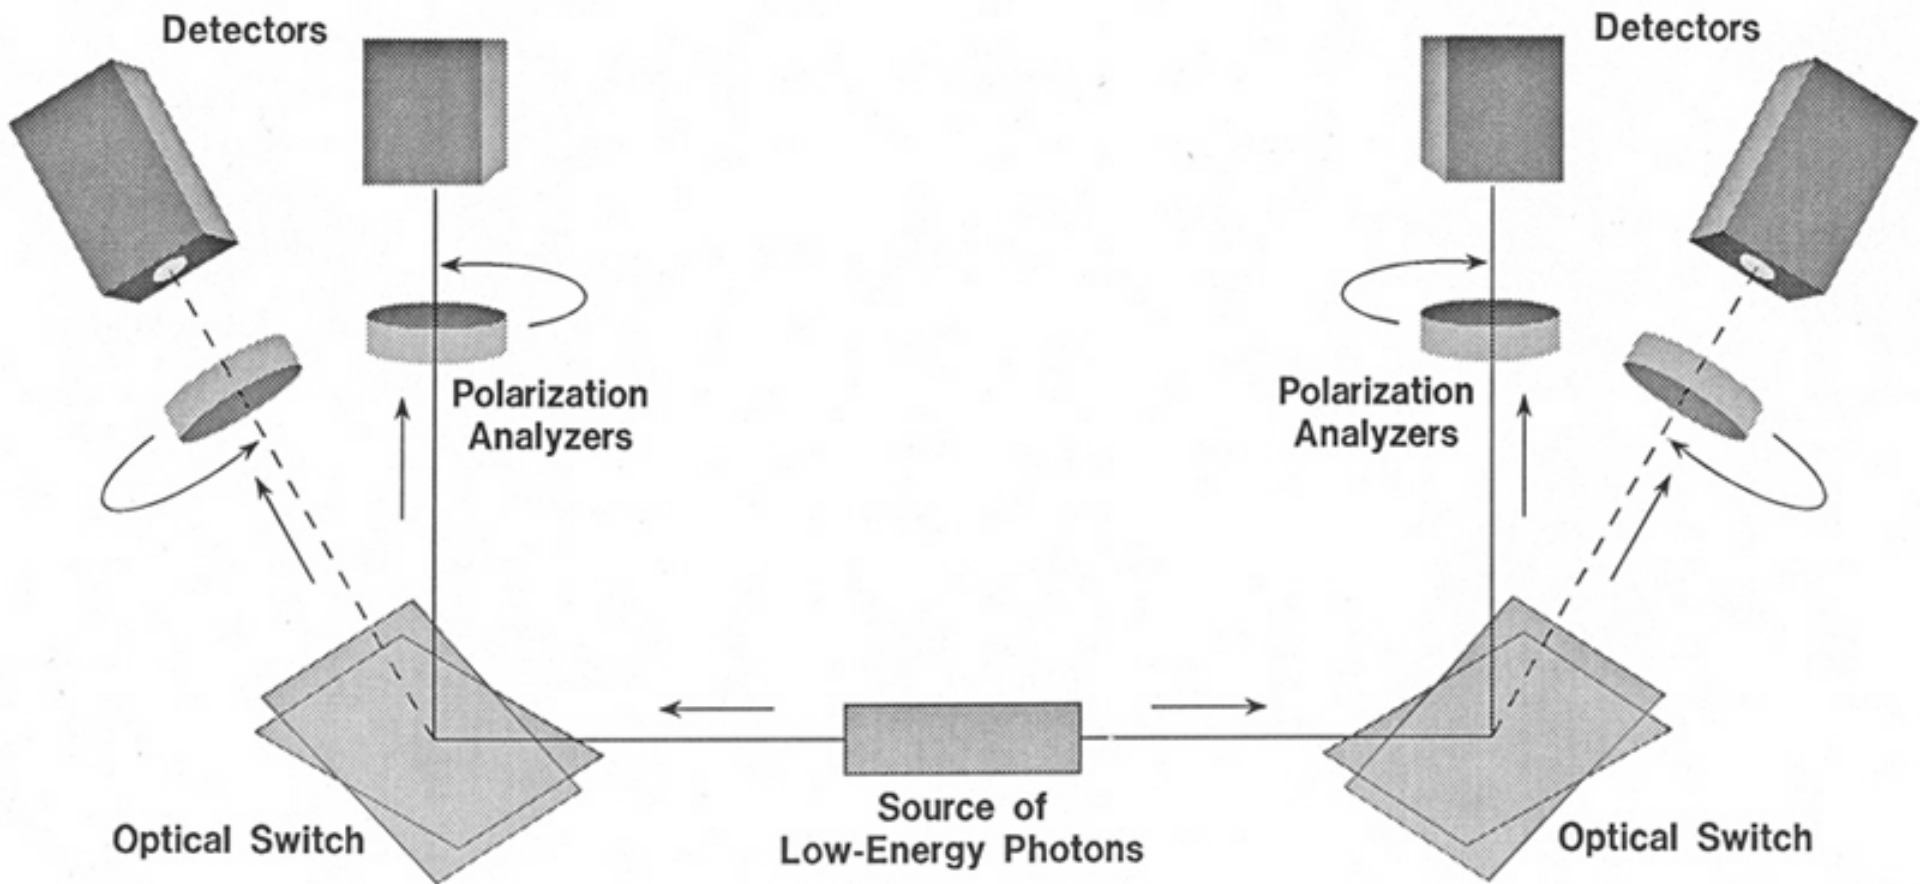 Detectors
Detectors
Polarization
Analyzers
Polarization
Analyzers
Source of
Low-Energy Photons
Optical Switch
Optical Switch